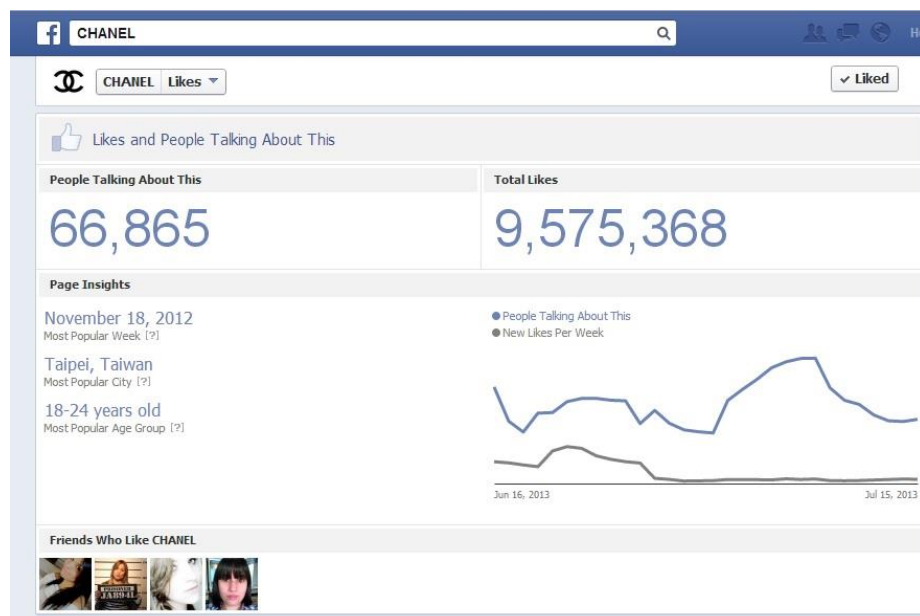 CHANEL
CHANEL Likes
Liked
Likes and People Talking About This
People Talking About This
Total Likes
66,865
9,575,368
Page Insights
November 18, 2012
Most Popular Week [?]
Taipei, Taiwan
Most Popular City [?]
18-24 years old
Most Popular Age Group [?]
People Talking About This
New Likes Per Week
Jun 16, 2013
Jul 15, 2013
Friends Who Like CHANEL